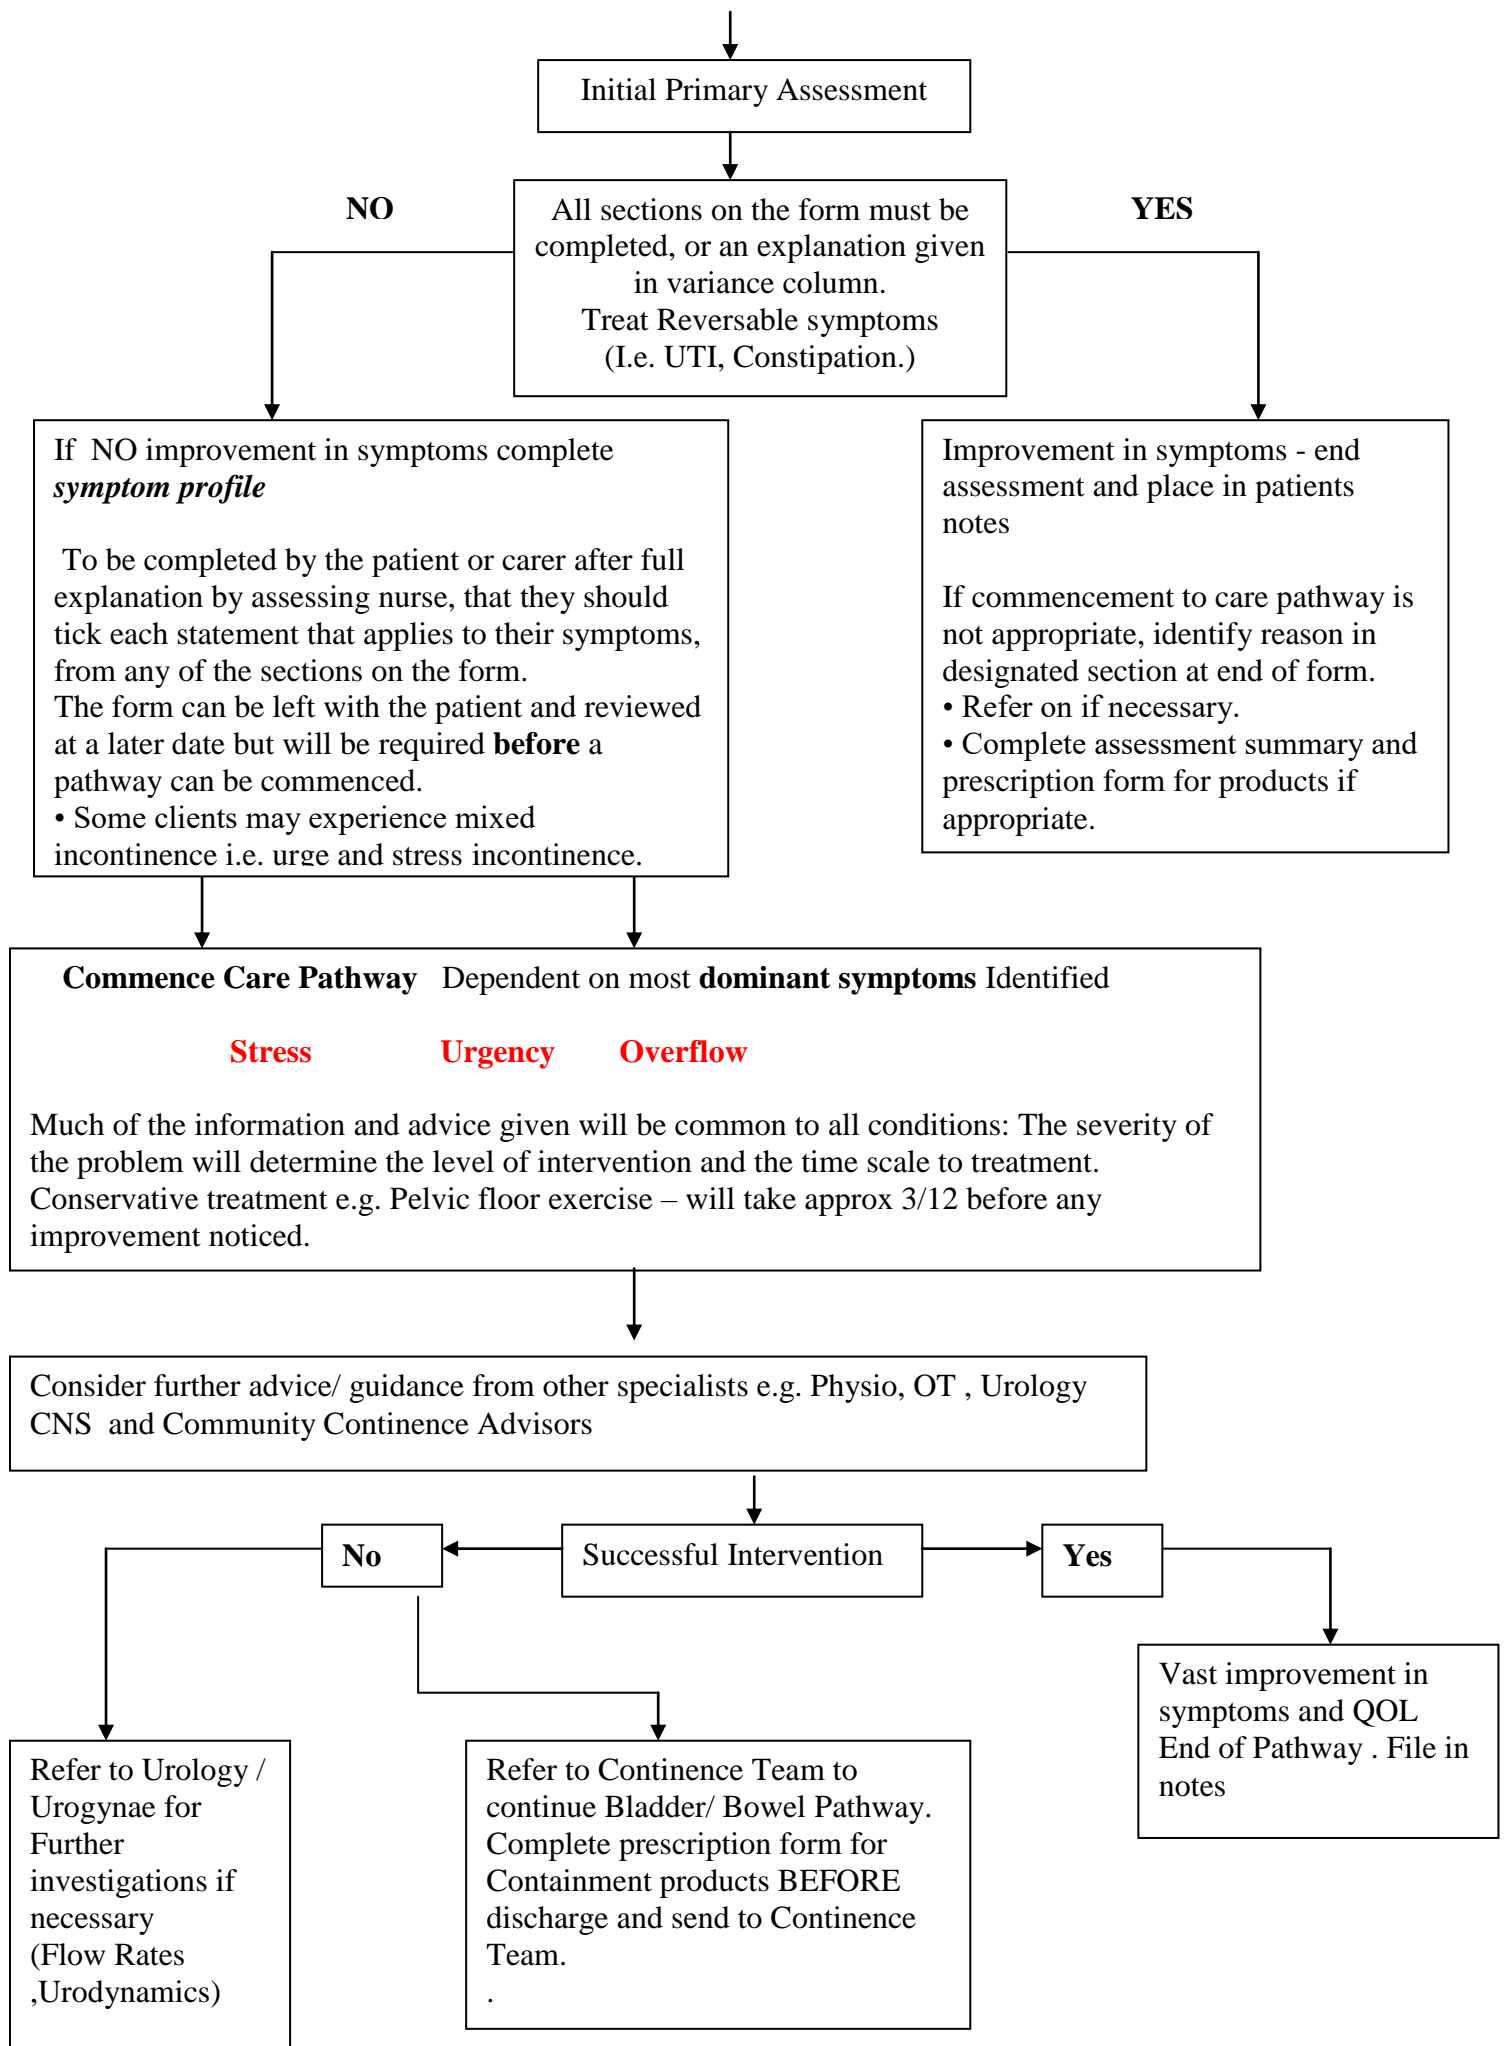 Initial Primary Assessment
NO
All sections on the form must be
completed, or an explanation given
in variance column.
Treat Reversable symptoms
(I.e. UTI, Constipation.)
YES
If NO improvement in symptoms complete
symptom profile
To be completed by the patient or carer after full
explanation by assessing nurse, that they should
tick each statement that applies to their symptoms,
from any of the sections on the form.
The form can be left with the patient and reviewed
at a later date but will be required before a
pathway can be commenced.
• Some clients may experience mixed
incontinence i.e. urge and stress incontinence.
Improvement in symptoms - end
assessment and place in patients
notes
If commencement to care pathway is
not appropriate, identify reason in
designated section at end of form.
• Refer on if necessary.
• Complete assessment summary and
prescription form for products if
appropriate.
Commence Care Pathway Dependent on most dominant symptoms Identified
Stress Urgency Overflow
Much of the information and advice given will be common to all conditions: The severity of
the problem will determine the level of intervention and the time scale to treatment.
Conservative treatment e.g. Pelvic floor exercise – will take approx 3/12 before any
improvement noticed.
Consider further advice/ guidance from other specialists e.g. Physio, OT , Urology
CNS and Community Continence Advisors
No
Successful Intervention
Yes
Vast improvement in
symptoms and QOL
End of Pathway . File in
notes
Refer to Urology /
Urogynae for
Further
investigations if
necessary
(Flow Rates
,Urodynamics)
Refer to Continence Team to
continue Bladder/ Bowel Pathway.
Complete prescription form for
Containment products BEFORE
discharge and send to Continence
Team.
.